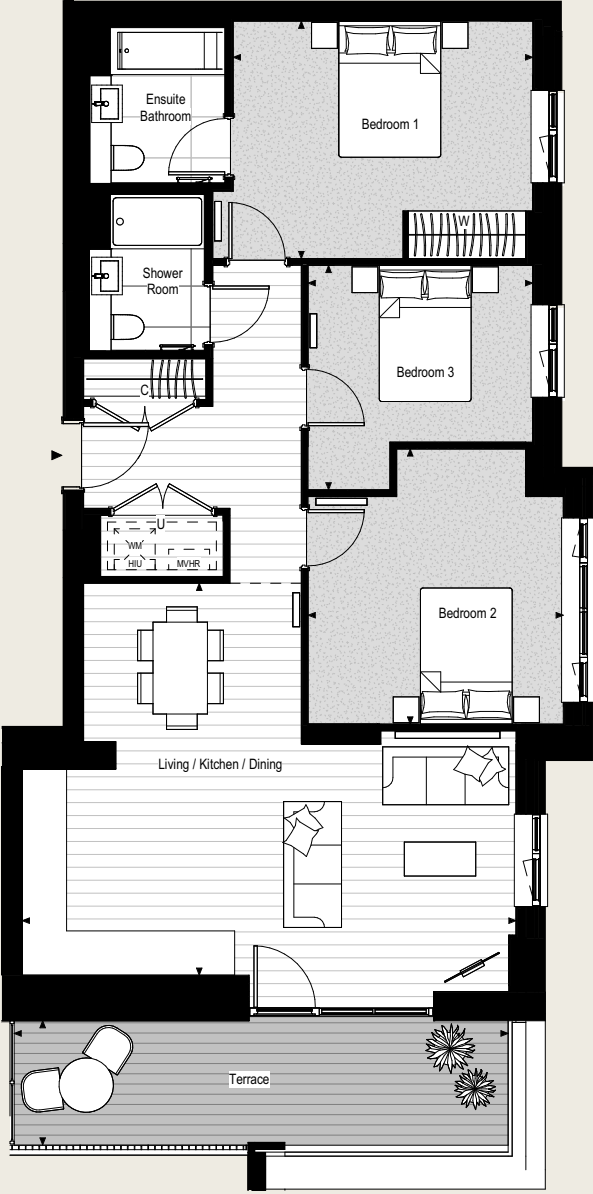 Ensuite
Bathroom
Bedroom 1
W
Shower
Room
Bedroom 3
C
U
WM
HIU
MVHR
Bedroom 2
Living / Kitchen / Dining
Terrace